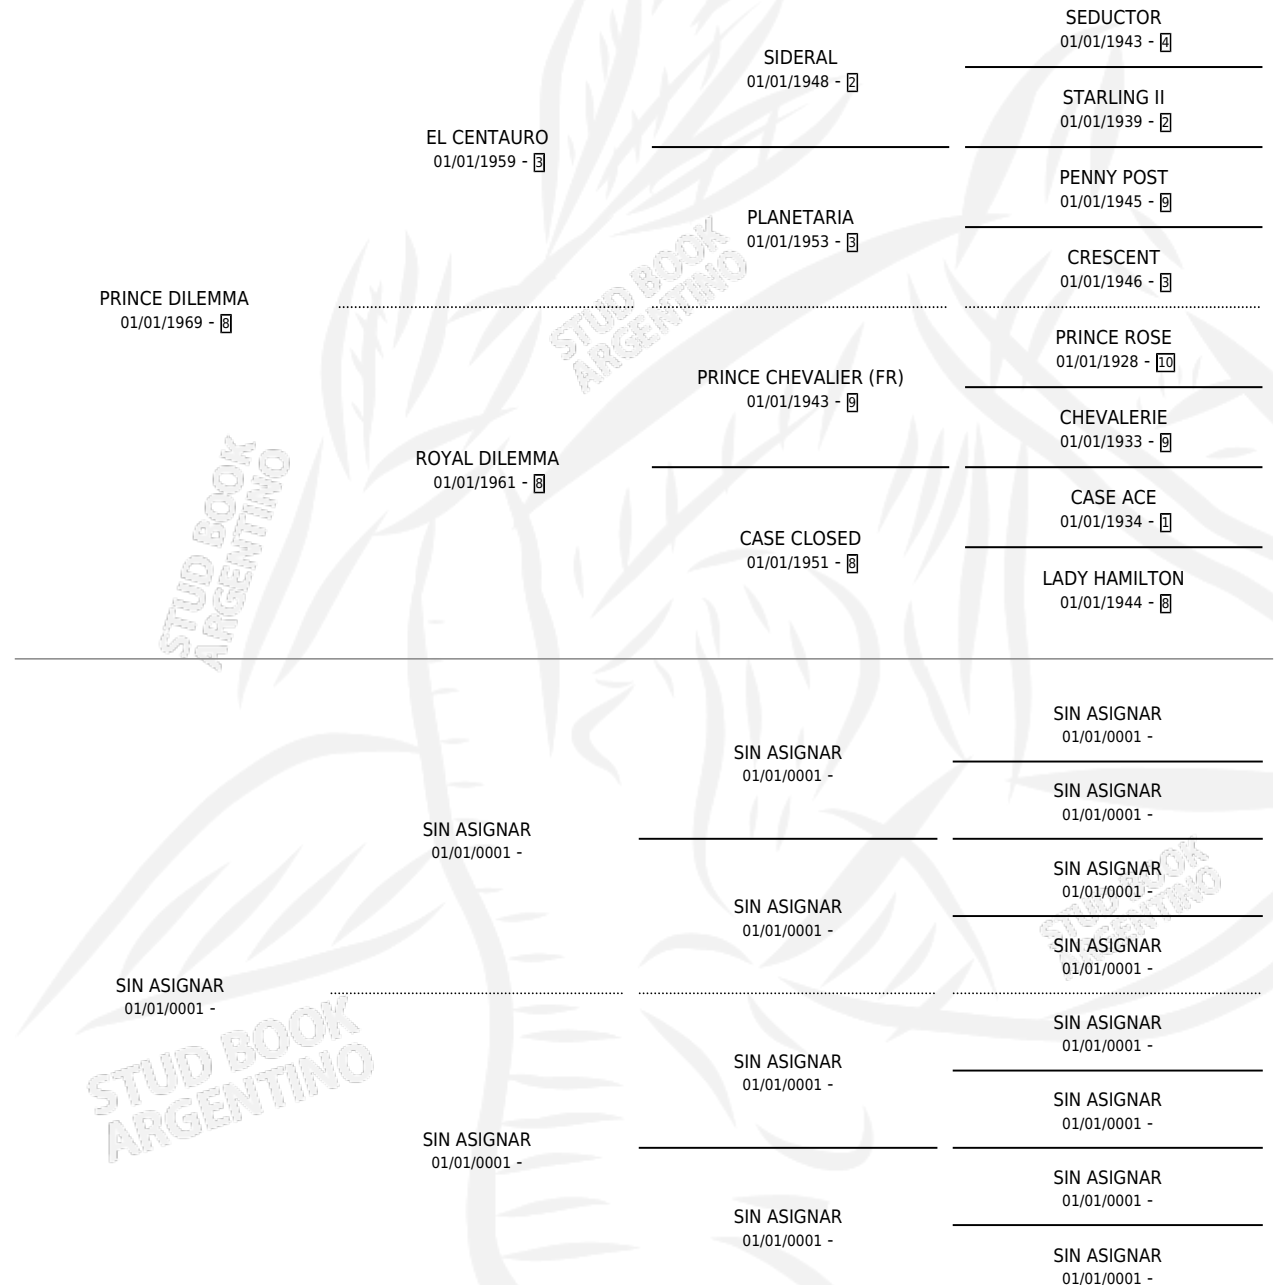 SEDUCTOR
01/01/1943 - 4
SIDERAL
01/01/1948 - 2
STARLING II
01/01/1939 - 2
EL CENTAURO
01/01/1959 - 3
PENNY POST
01/01/1945 - 9
PLANETARIA
01/01/1953 - 3
CRESCENT
01/01/1946 - 3
PRINCE DILEMMA
01/01/1969 - 8
PRINCE ROSE
01/01/1928 - 10
PRINCE CHEVALIER (FR)
01/01/1943 - 9
CHEVALERIE
01/01/1933 - 9
ROYAL DILEMMA
01/01/1961 - 8
CASE ACE
01/01/1934 - 1
CASE CLOSED
01/01/1951 - 8
LADY HAMILTON
01/01/1944 - 8
STUD BOOK
ARGENTINO
STUD BOOK
ARGENTINO
SIN ASIGNAR
01/01/0001 -
SIN ASIGNAR
01/01/0001 -
SIN ASIGNAR
01/01/0001 -
SIN ASIGNAR
01/01/0001 -
SIN ASIGNAR
01/01/0001 -
SIN ASIGNAR
01/01/0001 -
SIN ASIGNAR
01/01/0001 -
SIN ASIGNAR
01/01/0001 -
SIN ASIGNAR
01/01/0001 -
SIN ASIGNAR
01/01/0001 -
SIN ASIGNAR
01/01/0001 -
SIN ASIGNAR
01/01/0001 -
SIN ASIGNAR
01/01/0001 -
SIN ASIGNAR
01/01/0001 -
SIN ASIGNAR
01/01/0001 -
STUD BOOK
ARGENTINO
STUD BOOK
ARGENTINO